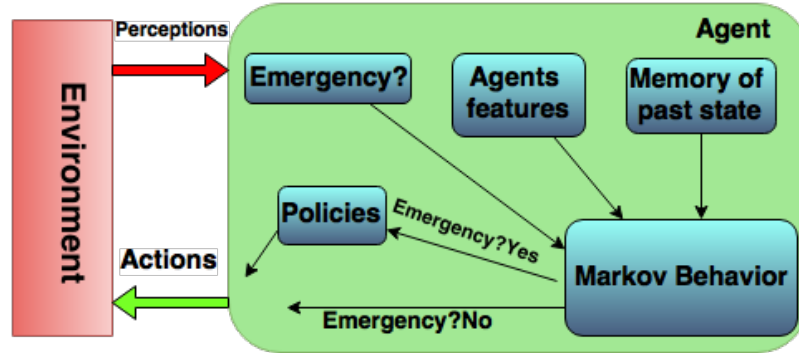 Perceptions
Agent
Environment
Emergency?
Agents
features
Memory of
past state
Policies
Emergency?Yes
Actions
Markov Behavior
Emergency?No